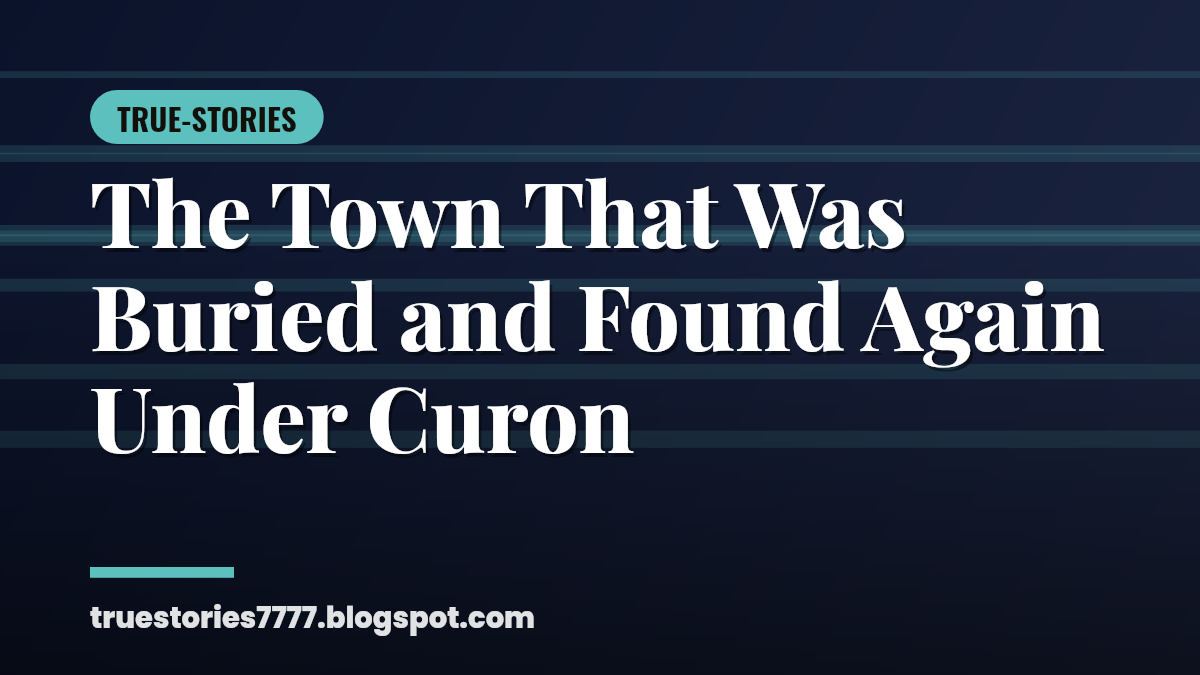 TRUE-STORIES
The Town That Was
Buried and Found Again
Under Curon
truestories7777.blogspot.com